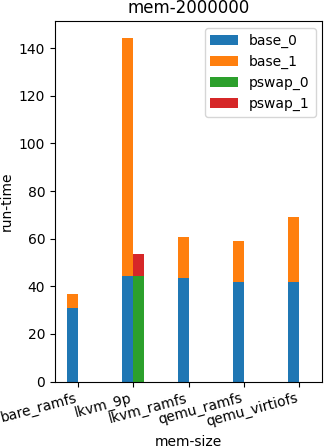 mem-2000000
base_0
base_1
pswap_0
pswap_1
run-time
140
120
100
80
60
40
20
0
bare_ramfs
lkvm_9p
lkvm_ramfs
qemu_ramfs
qemu_virtiofs
mem-size